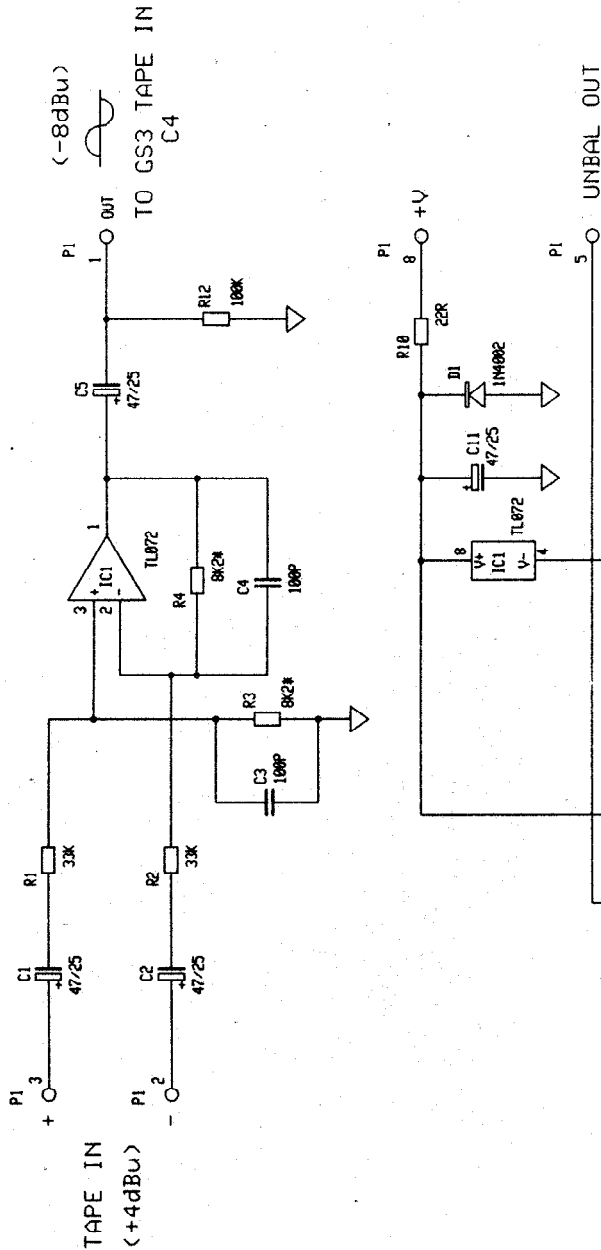 TAPE IN
(+4dBu)
+
P1
3
C1
+
47/25
R1
33K
-
P1
2
C2
+
47/25
R2
33K
C3
100P
R3
8K2*
3
+
2
-
IC1
1
TL072
R4
8K2*
C4
100P
C5
+
47/25
R12
100K
P1
1
OUT
(-8dBu)
TO GS3 TAPE IN
C4
8
V+
IC1
V-
4
TL072
+
C11
47/25
D1
1N4002
R10
22R
P1
8
+V
P1
5
UNBAL OUT